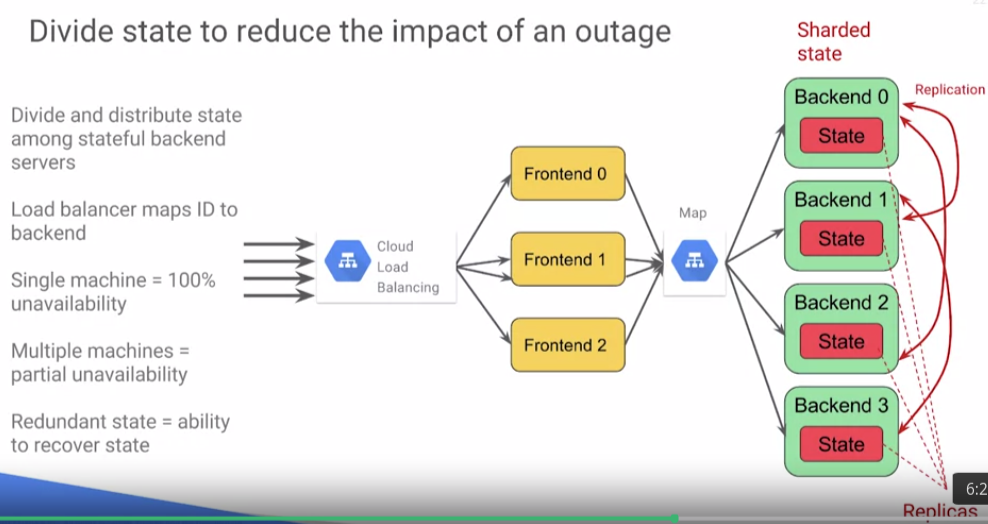 Divide state to reduce the impact of an outage
Divide and distribute state
among stateful backend
servers
Load balancer maps ID to
backend
Single machine = 100%
unavailability
Multiple machines =
partial unavailability
Redundant state = ability
to recover state
Cloud
Load
Balancing
Frontend 0
Frontend 1
Frontend 2
Map
Sharded
state
Replication
Backend 0
State
Backend 1
State
Backend 2
State
Backend 3
State
Replicas